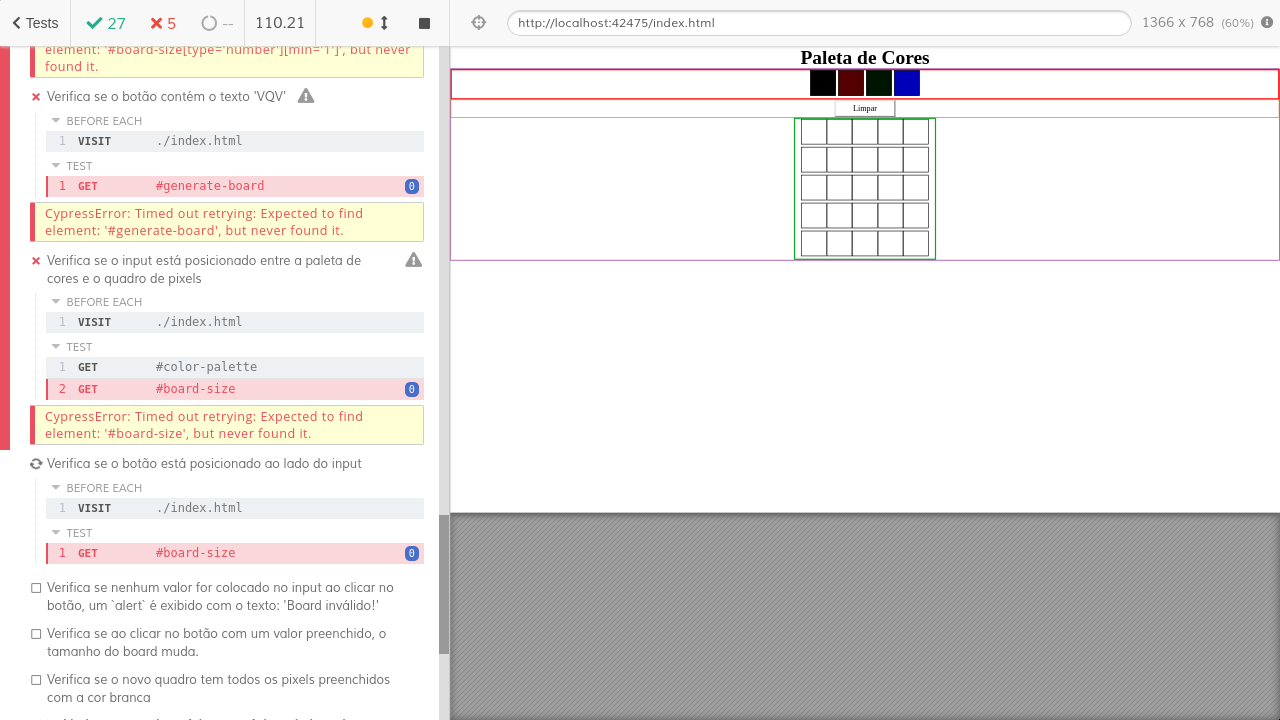 Tests 27 5 -- 110.21
http://localhost:42475/index.html
1366 x 768 (60%)
element: '#board-size[type='number'][min='1']', but never
found it.
Verifica se o botão contém o texto 'VQV'
BEFORE EACH
1 VISIT ./index.html
TEST
1 GET #generate-board 0
CypressError: Timed out retrying: Expected to find
element: '#generate-board', but never found it.
Verifica se o input está posicionado entre a paleta de
cores e o quadro de pixels
BEFORE EACH
1 VISIT ./index.html
TEST
1 GET #color-palette
2 GET #board-size 0
CypressError: Timed out retrying: Expected to find
element: '#board-size', but never found it.
Verifica se o botão está posicionado ao lado do input
BEFORE EACH
1 VISIT ./index.html
TEST
1 GET #board-size 0
Verifica se nenhum valor for colocado no input ao clicar no
botão, um `alert` é exibido com o texto: 'Board inválido!'
Verifica se ao clicar no botão com um valor preenchido, o
tamanho do board muda.
Verifica se o novo quadro tem todos os pixels preenchidos
com a cor branca
Paleta de Cores
Limpar